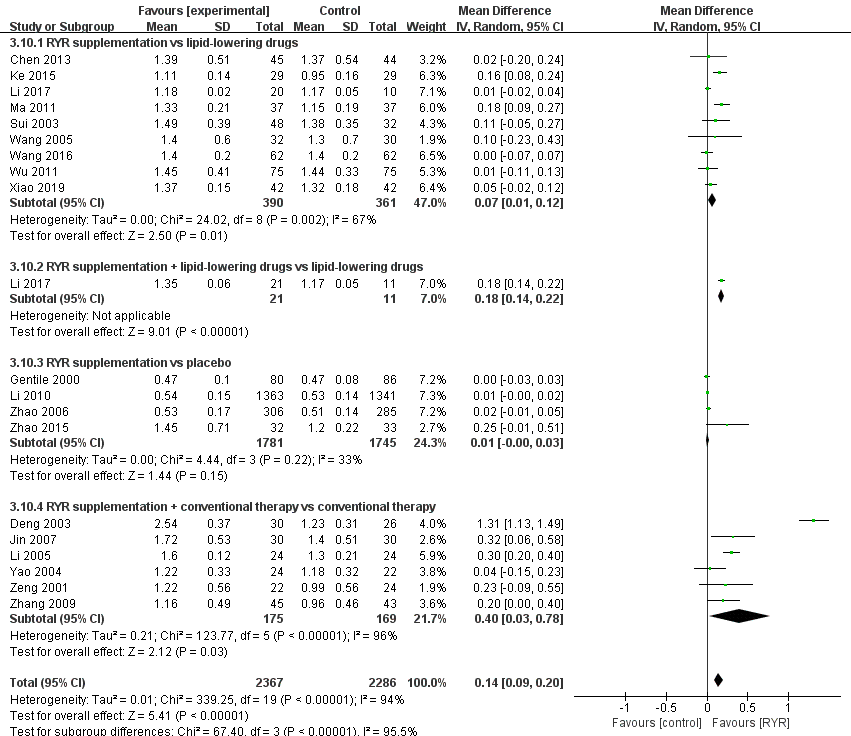 Favours [experimental] Control Mean Difference Mean Difference
Study or Subgroup Mean SD Total Mean SD Total Weight IV, Random, 95% CI IV, Random, 95% CI
3.10.1 RYR supplementation vs lipid-lowering drugs
Chen 2013 1.39 0.51 45 1.37 0.54 44 3.2% 0.02 [-0.20, 0.24]
Ke 2015 1.11 0.14 29 0.95 0.16 29 6.3% 0.16 [0.08, 0.24]
Li 2017 1.18 0.02 20 1.17 0.05 10 7.1% 0.01 [-0.02, 0.04]
Ma 2011 1.33 0.21 37 1.15 0.19 37 6.1% 0.18 [0.09, 0.27]
Sui 2003 1.49 0.39 48 1.38 0.35 32 4.4% 0.11 [-0.05, 0.27]
Wang 2005 1.4 0.6 32 1.3 0.7 30 2.0% 0.10 [-0.23, 0.43]
Wang 2016 1.4 0.2 62 1.4 0.2 62 6.5% 0.00 [-0.07, 0.07]
Wu 2011 1.45 0.41 75 1.44 0.33 75 5.1% 0.01 [-0.11, 0.13]
Xiao 2019 1.37 0.15 42 1.32 0.18 42 6.4% 0.05 [-0.02, 0.12]
Subtotal (95% CI) 390 361 47.0% 0.07 [0.01, 0.12]
Heterogeneity: Tau² = 0.00; Chi² = 24.02, df = 8 (P = 0.002); I² = 67%
Test for overall effect: Z = 2.50 (P = 0.01)
3.10.2 RYR supplementation + lipid-lowering drugs vs lipid-lowering drugs
Li 2017 1.35 0.06 21 1.17 0.05 11 7.0% 0.18 [0.14, 0.22]
Subtotal (95% CI) 21 11 7.0% 0.18 [0.14, 0.22]
Heterogeneity: Not applicable
Test for overall effect: Z = 9.01 (P < 0.00001)
3.10.3 RYR supplementation vs placebo
Gentile 2000 0.47 0.1 80 0.47 0.08 86 7.2% 0.00 [-0.03, 0.03]
Li 2010 0.54 0.15 1363 0.53 0.14 1341 7.2% 0.01 [-0.00, 0.02]
Zhao 2006 0.53 0.17 306 0.51 0.14 285 7.2% 0.02 [-0.01, 0.05]
Zhao 2015 1.45 0.71 32 1.2 0.22 33 2.7% 0.25 [-0.01, 0.51]
Subtotal (95% CI) 1781 1745 24.3% 0.01 [-0.00, 0.03]
Heterogeneity: Tau² = 0.00; Chi² = 4.44, df = 3 (P = 0.22); I² = 33%
Test for overall effect: Z = 1.44 (P = 0.15)
3.10.4 RYR supplementation + conventional therapy vs conventional therapy
Deng 2003 2.54 0.37 30 1.23 0.31 26 4.0% 1.31 [1.13, 1.49]
Jin 2007 1.72 0.53 30 1.4 0.51 30 2.7% 0.32 [0.06, 0.58]
Li 2005 1.6 0.12 24 1.3 0.21 24 5.9% 0.30 [0.20, 0.40]
Yao 2004 1.22 0.33 24 1.18 0.32 22 3.8% 0.04 [-0.15, 0.23]
Zeng 2001 1.22 0.56 22 0.99 0.56 24 1.8% 0.23 [-0.09, 0.55]
Zhang 2009 1.16 0.49 45 0.96 0.46 43 3.6% 0.20 [0.00, 0.40]
Subtotal (95% CI) 175 169 21.7% 0.40 [0.03, 0.78]
Heterogeneity: Tau² = 0.21; Chi² = 123.77, df = 5 (P < 0.00001); I² = 96%
Test for overall effect: Z = 2.12 (P = 0.03)
Total (95% CI) 2367 2286 100.0% 0.14 [0.09, 0.20]
Heterogeneity: Tau² = 0.01; Chi² = 339.25, df = 19 (P < 0.00001); I² = 94%
Test for overall effect: Z = 5.41 (P < 0.00001)
Test for subgroup differences: Chi² = 67.40, df = 3 (P < 0.00001), I² = 95.5%
-1 -0.5 0 0.5 1
Favours [control] Favours [RYR]